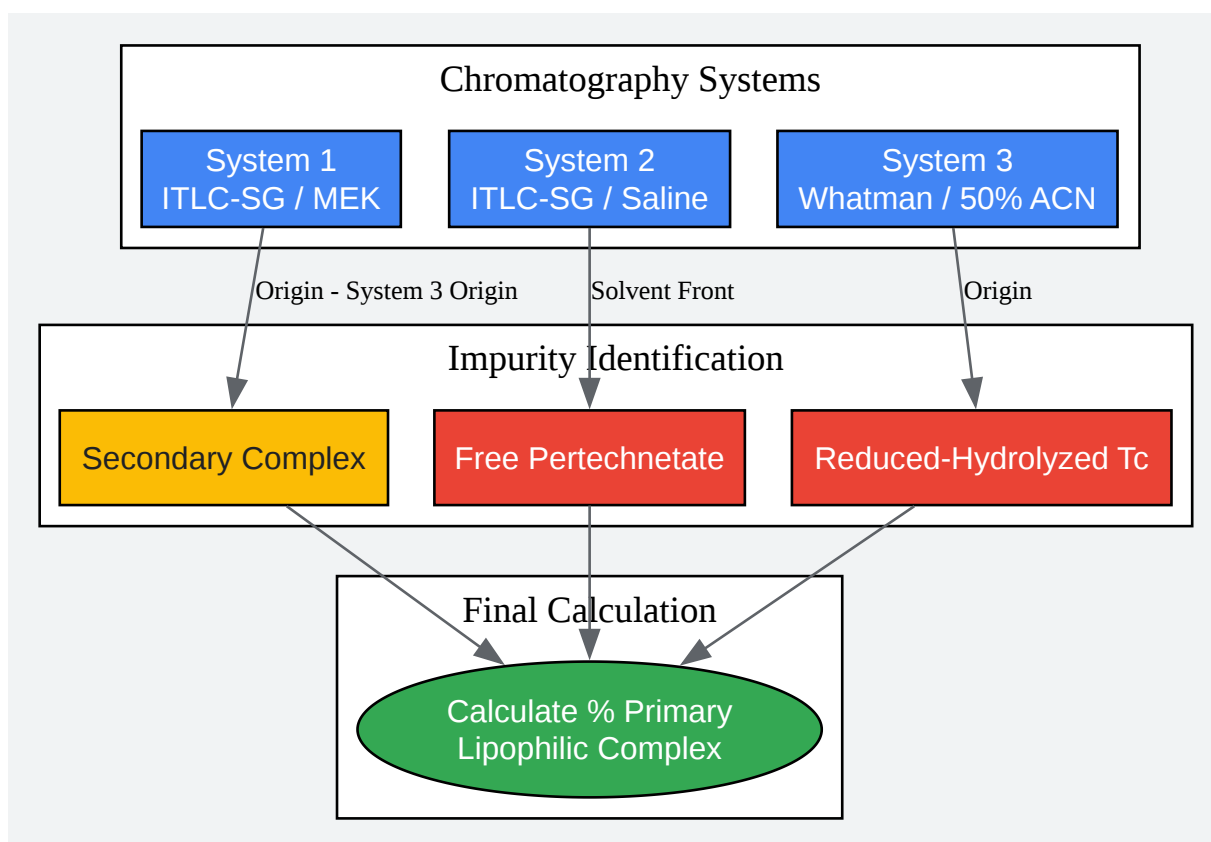 Chromatography Systems
System 1
ITLC-SG / MEK
System 2
ITLC-SG / Saline
System 3
Whatman / 50% ACN
Origin - System 3 Origin
Solvent Front
Origin
Impurity Identification
Secondary Complex
Free Pertechnetate
Reduced-Hydrolyzed Tc
Final Calculation
Calculate % Primary
Lipophilic Complex